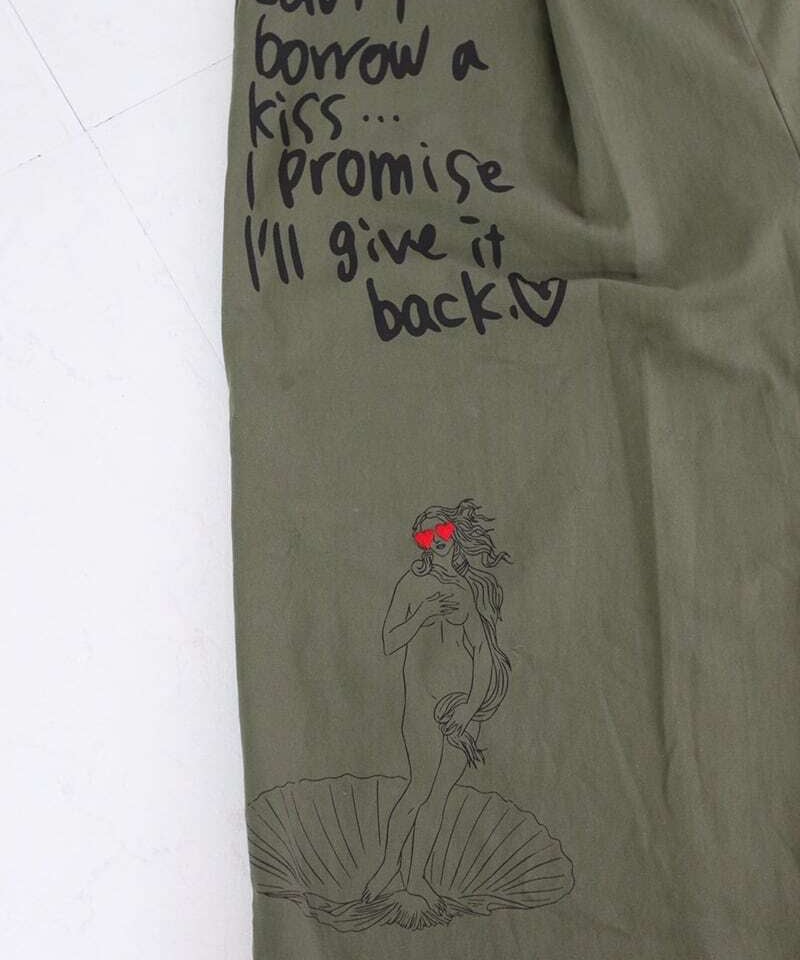 borrow a
kiss...
I promise
I'll give it
back.♡